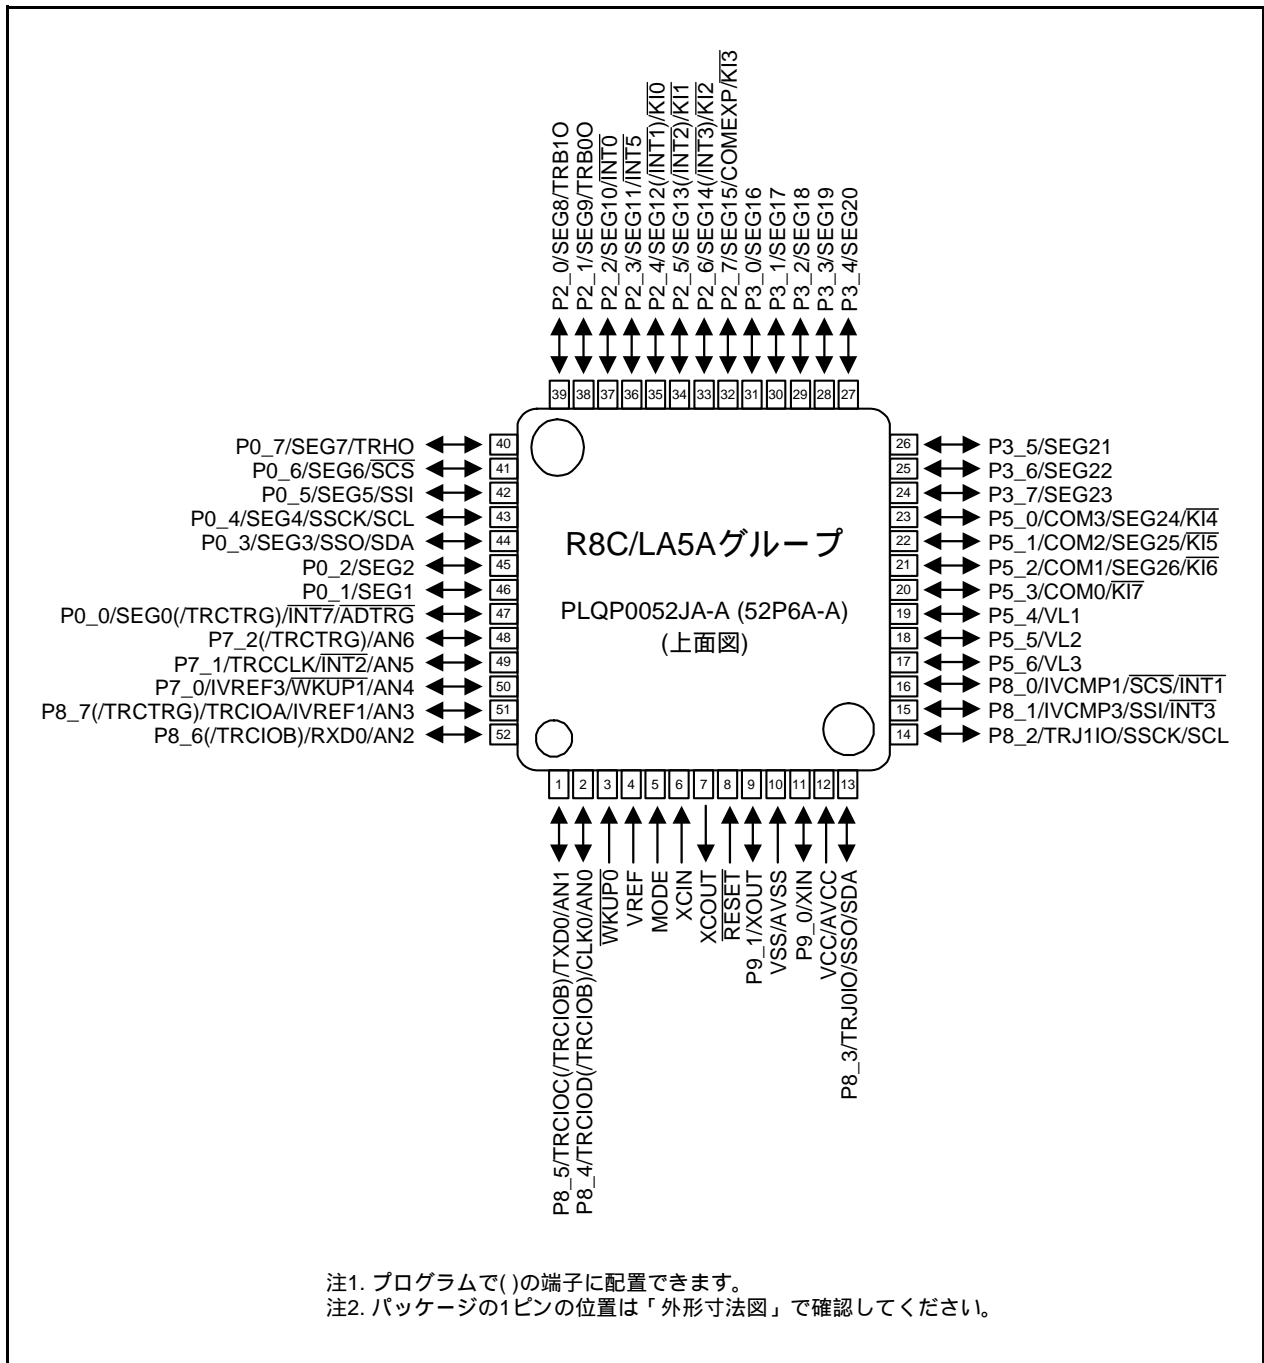 P2_0/SEG8/TRB1O
P2_1/SEG9/TRB0O
P2_2/SEG10/INT0
P2_3/SEG11/INT5
P2_4/SEG12(/INT1)/KI0
P2_5/SEG13(/INT2)/KI1
P2_6/SEG14(/INT3)/KI2
P2_7/SEG15/COMEXP/KI3
P3_0/SEG16
P3_1/SEG17
P3_2/SEG18
P3_3/SEG19
P3_4/SEG20
39 38 37 36 35 34 33 32 31 30 29 28 27
P0_7/SEG7/TRHO 40
P0_6/SEG6/SCS 41
P0_5/SEG5/SSI 42
P0_4/SEG4/SSCK/SCL 43
P0_3/SEG3/SSO/SDA 44
P0_2/SEG2 45
P0_1/SEG1 46
P0_0/SEG0(/TRCTRG)/INT7/ADTRG 47
P7_2(/TRCTRG)/AN6 48
P7_1/TRCCLK/INT2/AN5 49
P7_0/IVREF3/WKUP1/AN4 50
P8_7(/TRCTRG)/TRCIOA/IVREF1/AN3 51
P8_6(/TRCIOB)/RXD0/AN2 52
R8C/LA5Aグループ
PLQP0052JA-A (52P6A-A)
(上面図)
26 P3_5/SEG21
25 P3_6/SEG22
24 P3_7/SEG23
23 P5_0/COM3/SEG24/KI4
22 P5_1/COM2/SEG25/KI5
21 P5_2/COM1/SEG26/KI6
20 P5_3/COM0/KI7
19 P5_4/VL1
18 P5_5/VL2
17 P5_6/VL3
16 P8_0/IVCMP1/SCS/INT1
15 P8_1/IVCMP3/SSI/INT3
14 P8_2/TRJ1IO/SSCK/SCL
1 2 3 4 5 6 7 8 9 10 11 12 13
P8_5/TRCIOC(/TRCIOB)/TXD0/AN1
P8_4/TRCIOD(/TRCIOB)/CLK0/AN0
WKUP0
VREF
MODE
XCIN
XCOUT
RESET
P9_1/XOUT
VSS/AVSS
P9_0/XIN
VCC/AVCC
P8_3/TRJ0IO/SSO/SDA
注1. プログラムで( )の端子に配置できます。
注2. パッケージの1ピンの位置は「外形寸法図」で確認してください。